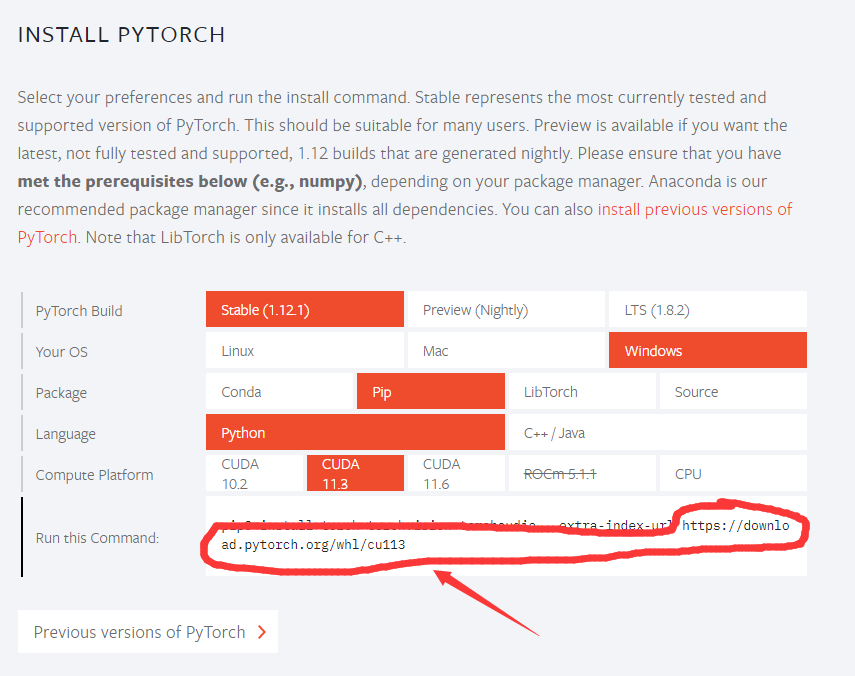 INSTALL PYTORCH
Select your preferences and run the install command. Stable represents the most currently tested and
supported version of PyTorch. This should be suitable for many users. Preview is available if you want the
latest, not fully tested and supported, 1.12 builds that are generated nightly. Please ensure that you have
met the prerequisites below (e.g., numpy), depending on your package manager. Anaconda is our
recommended package manager since it installs all dependencies. You can also install previous versions of
PyTorch. Note that LibTorch is only available for C++.
PyTorch Build Stable (1.12.1) Preview (Nightly) LTS (1.8.2)
Your OS Linux Mac Windows
Package Conda Pip LibTorch Source
Language Python C++ / Java
Compute Platform CUDA 10.2 CUDA 11.3 CUDA 11.6 ROCm 5.1.1 CPU
Run this Command: pip3 install torch torchvision torchaudio --extra-index-url https://downlo
ad.pytorch.org/whl/cu113
Previous versions of PyTorch